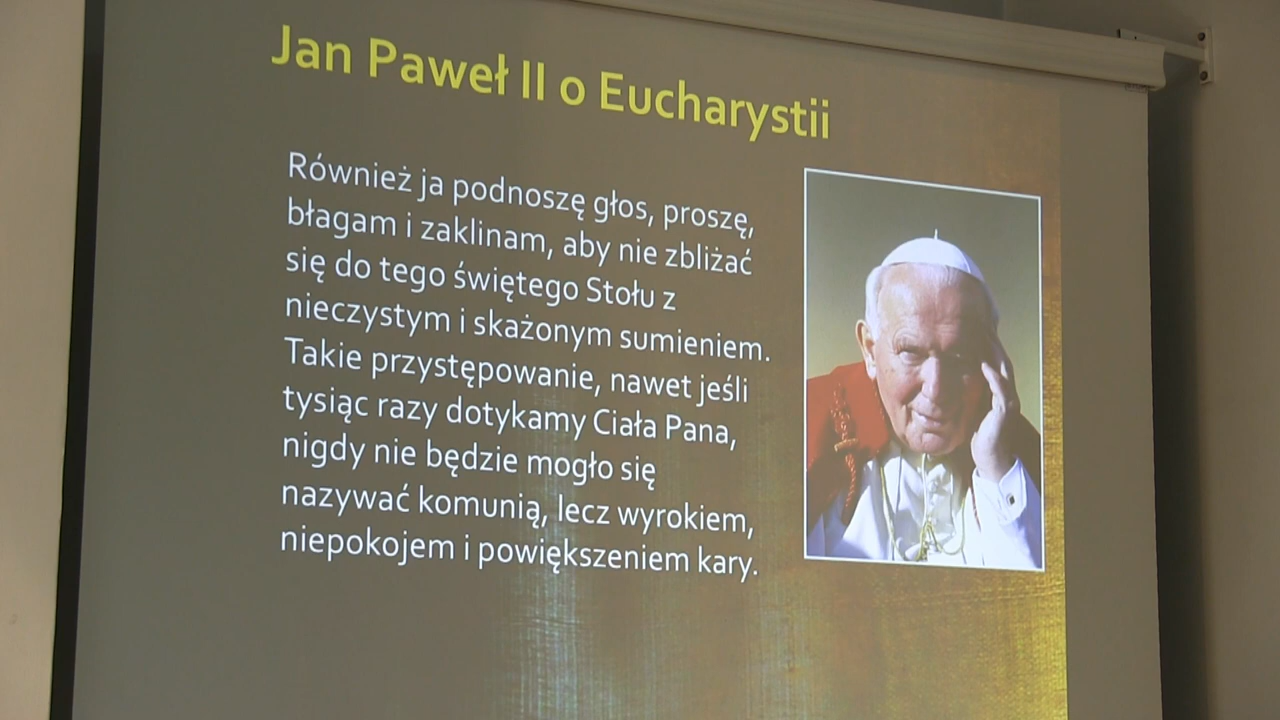 Jan Paweł II o Eucharystii
Również ja podnoszę głos, proszę,
błagam i zaklinam, aby nie zbliżać
się do tego świętego Stołu z
nieczystym i skażonym sumieniem.
Takie przystępowanie, nawet jeśli
tysiąc razy dotykamy Ciała Pana,
nigdy nie będzie mogło się
nazywać komunią, lecz wyrokiem,
niepokojem i powiększeniem kary.